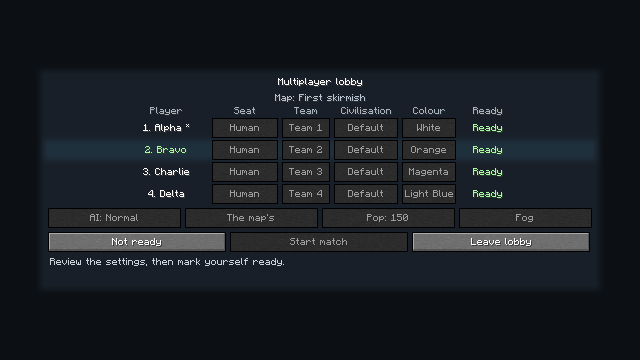 Multiplayer lobby
Map: First skirmish
Player Seat Team Civilisation Colour Ready
1. Alpha * Human Team 1 Default White Ready
2. Bravo Human Team 2 Default Orange Ready
3. Charlie Human Team 3 Default Magenta Ready
4. Delta Human Team 4 Default Light Blue Ready
AI: Normal The map's Pop: 150 Fog
Not ready Start match Leave lobby
Review the settings, then mark yourself ready.